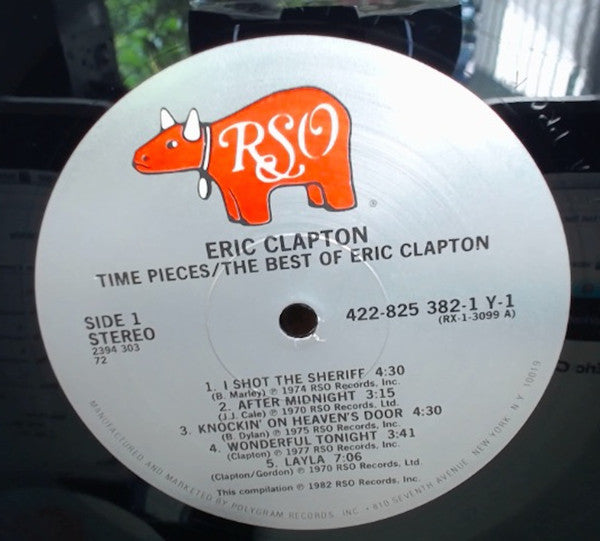 RSO
®
ERIC CLAPTON
TIME PIECES/THE BEST OF ERIC CLAPTON
SIDE 1
STEREO
2394 303
72
422-825 382-1 Y-1
(RX-1-3099 A)
1. I SHOT THE SHERIFF 4:30
(B. Marley) ℗ 1974 RSO Records, Inc.
2. AFTER MIDNIGHT 3:15
(J.J. Cale) ℗ 1970 RSO Records, Ltd.
3. KNOCKIN' ON HEAVEN'S DOOR 4:30
(B. Dylan) ℗ 1975 RSO Records, Inc.
4. WONDERFUL TONIGHT 3:41
(Clapton) ℗ 1977 RSO Records, Inc.
5. LAYLA 7:06
(Clapton/Gordon) ℗ 1970 RSO Records, Ltd.
This compilation ℗ 1982 RSO Records, Ltd.
MANUFACTURED AND MARKETED BY POLYGRAM RECORDS, INC. • 810 SEVENTH AVENUE, NEW YORK, N.Y. 10019